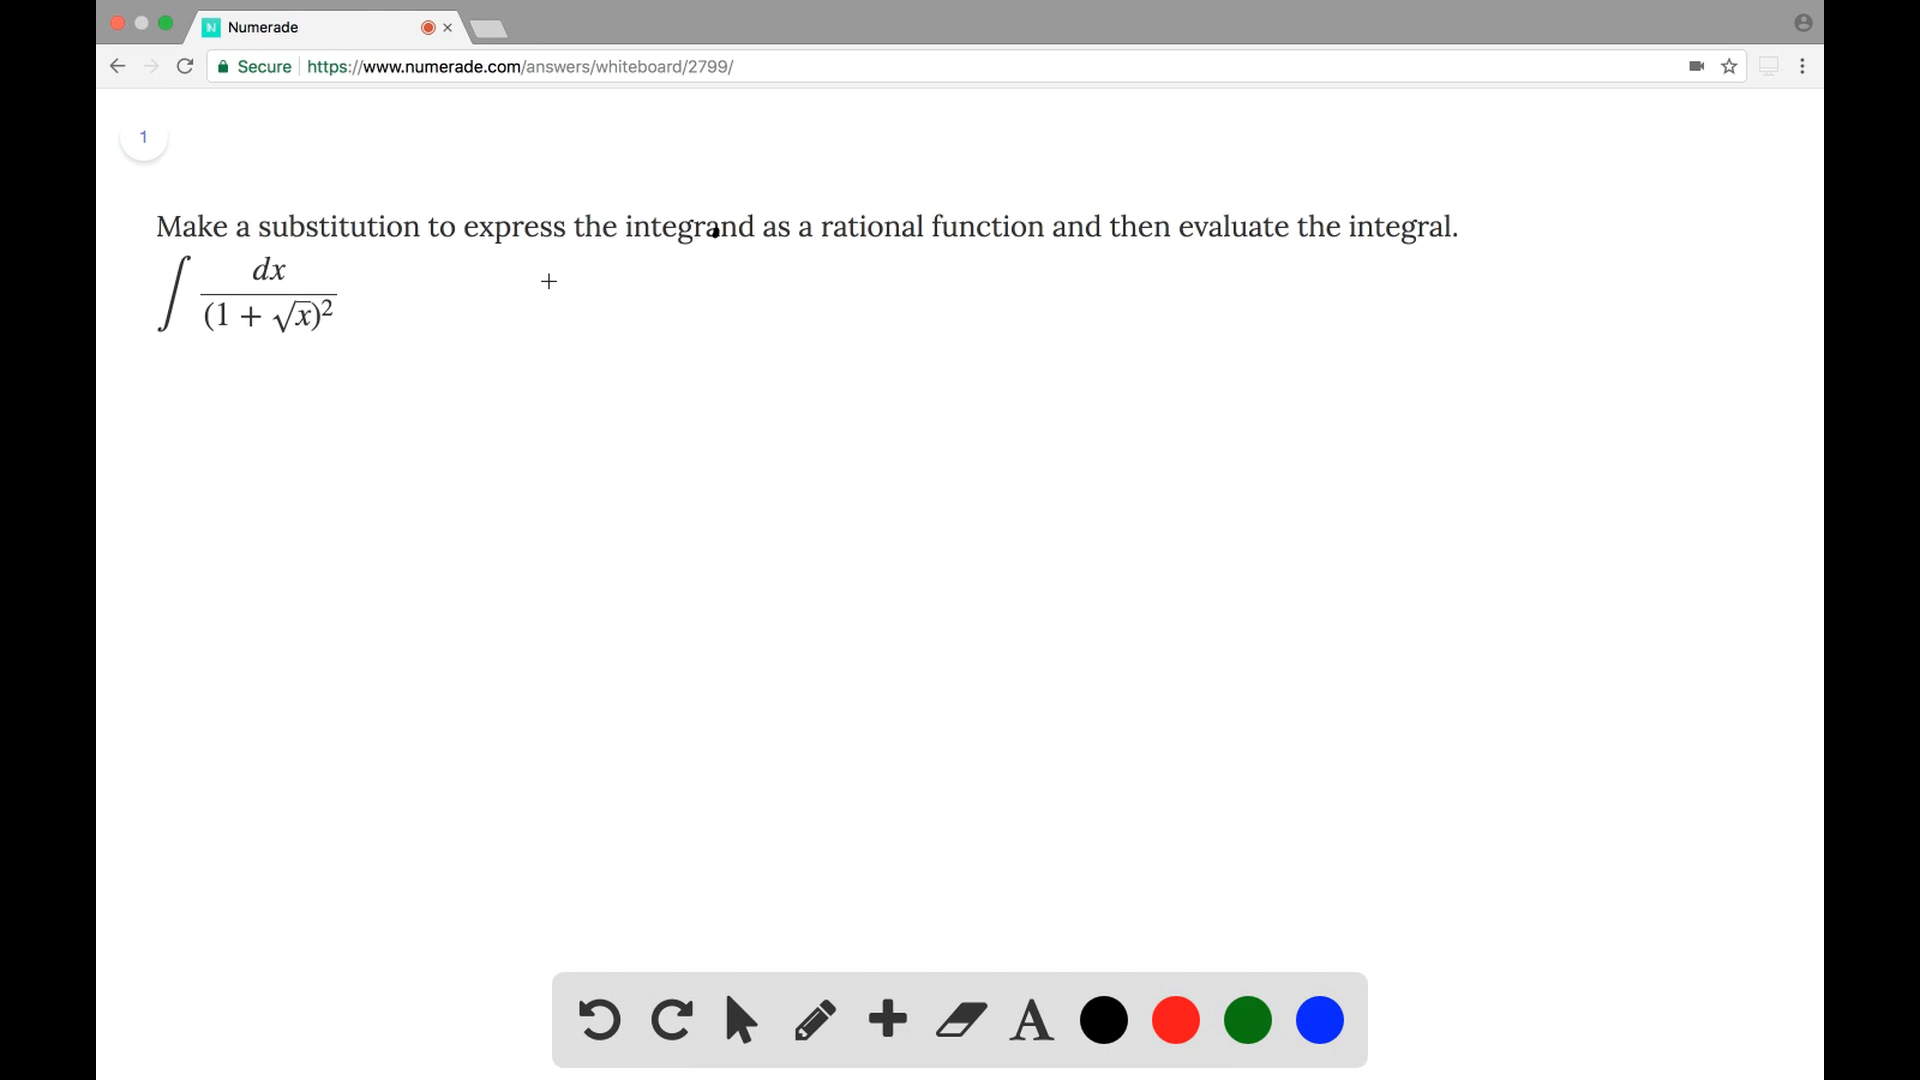 Numerade
Secure https://www.numerade.com/answers/whiteboard/2799/
1
Make a substitution to express the integrand as a rational function and then evaluate the integral.
∫ dx / (1 + √x)²
A